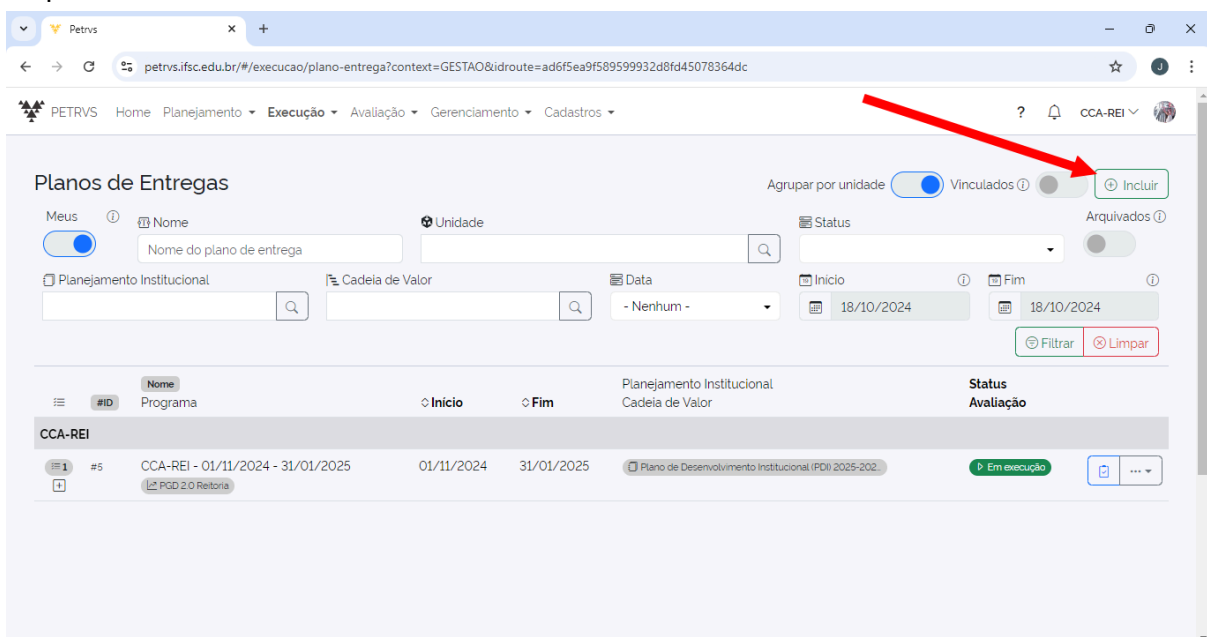 Petrvs
petrvs.ifsc.edu.br/#/execucao/plano-entrega?context=GESTAO&idroute=ad6f5ea9f589599932d8fd45078364dc
J
PETRVS Home Planejamento Execução Avaliação Gerenciamento Cadastros ? CCA-REI
Planos de Entregas
Agrupar por unidade Vinculados Incluir
Meus Nome Unidade Status Arquivados
Nome do plano de entrega
Planejamento Institucional Cadeia de Valor Data Início Fim
- Nenhum - 18/10/2024 18/10/2024
Filtrar Limpar
Nome Planejamento Institucional Status
#ID Programa Início Fim Cadeia de Valor Avaliação
CCA-REI
1 #5 CCA-REI - 01/11/2024 - 31/01/2025 01/11/2024 31/01/2025 Plano de Desenvolvimento Institucional (PDI) 2025-202.. Em execução
PGD 2.0 Reitoria